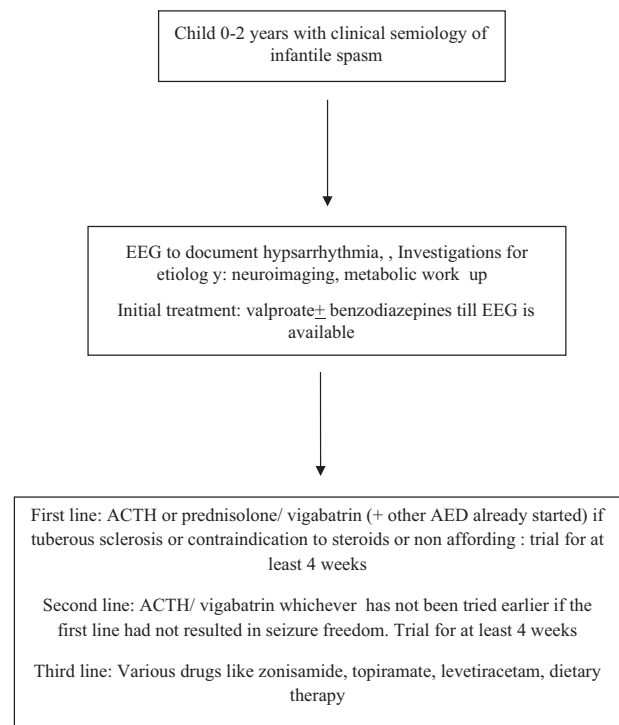 Child 0-2 years with clinical semiology of
infantile spasm
EEG to document hypsarrhythmia, , Investigations for
etiolog y: neuroimaging, metabolic work up
Initial treatment: valproate± benzodiazepines till EEG is
available
First line: ACTH or prednisolone/ vigabatrin (+ other AED already started) if
tuberous sclerosis or contraindication to steroids or non affording : trial for at
least 4 weeks
Second line: ACTH/ vigabatrin whichever has not been tried earlier if the
first line had not resulted in seizure freedom. Trial for at least 4 weeks
Third line: Various drugs like zonisamide, topiramate, levetiracetam, dietary
therapy